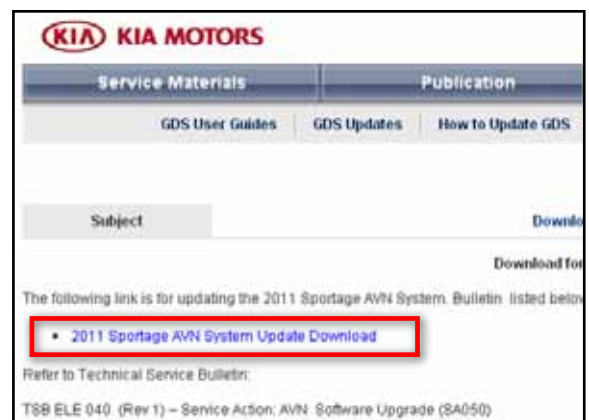 KIA KIA MOTORS
Service Materials Publication
GDS User Guides GDS Updates How to Update GDS
Subject Downlo
Download for
The following link is for updating the 2011 Sportage AVN System. Bulletin listed below
• 2011 Sportage AVN System Update Download
Refer to Technical Service Bulletin:
TSB ELE 040 (Rev 1) – Service Action: AVN Software Upgrade (SA050)